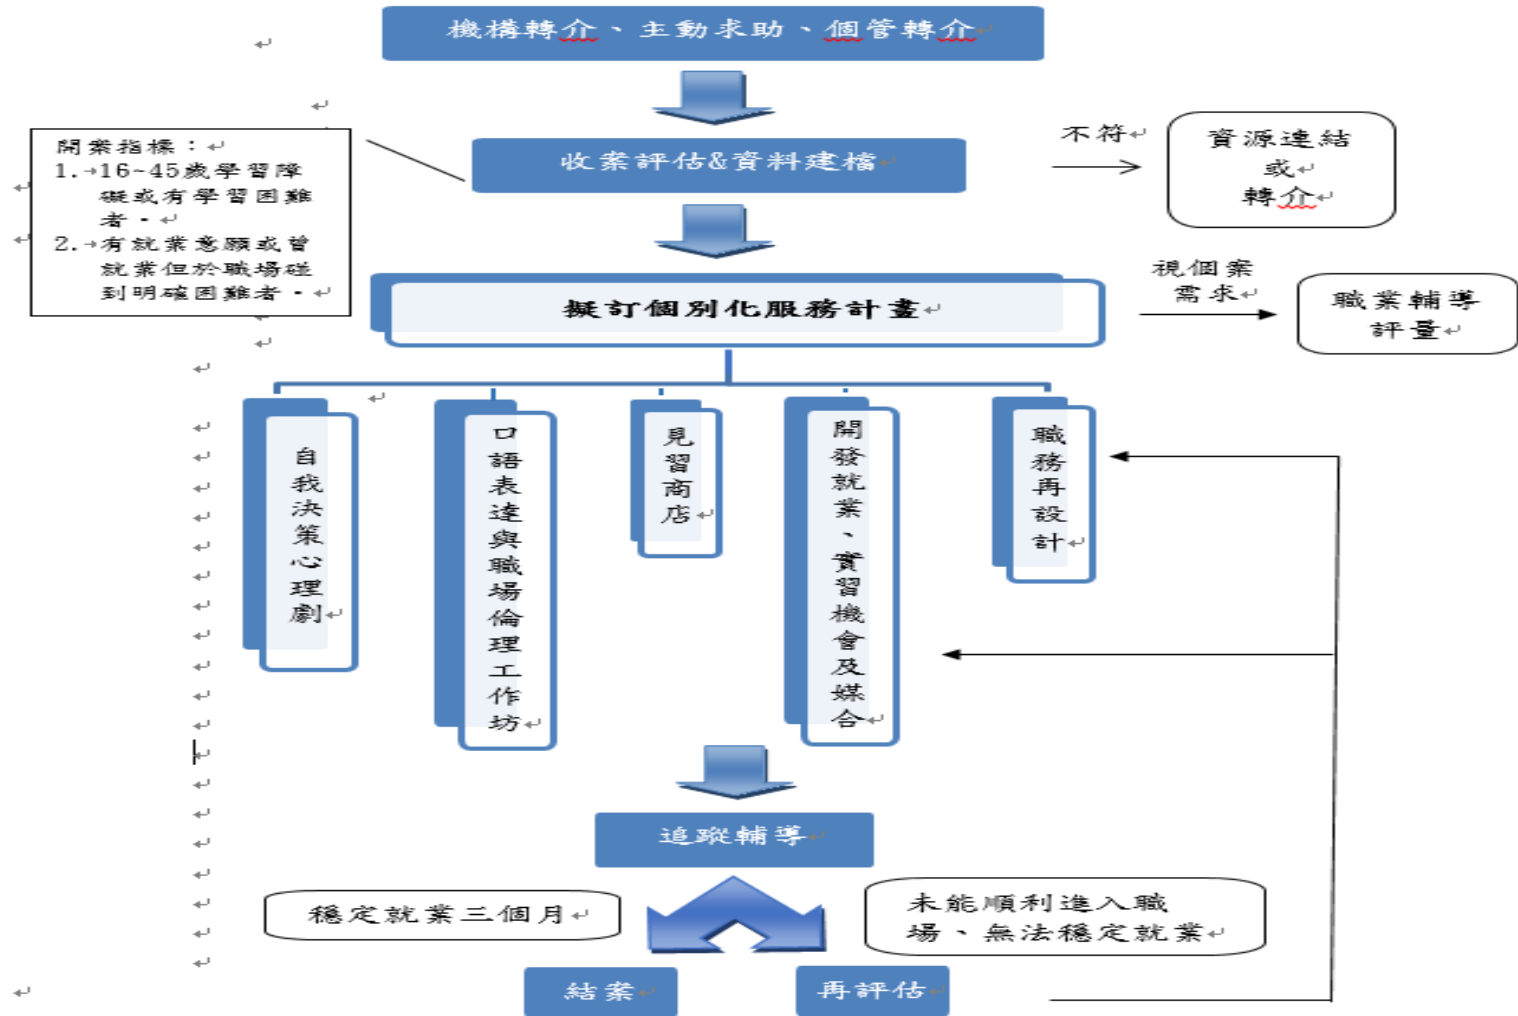 機構轉介、主動求助、個管轉介
開案指標：
1.16~45歲學習障
礙或有學習困難
者。
2.有就業意願或曾
就業但於職場碰
到明確困難者。
收案評估&資料建檔
不符
資源連結
或
轉介
擬訂個別化服務計畫
視個案
需求
職業輔導
評量
自我決策心理劇
口語表達與職場倫理工作坊
見習商店
開發就業、實習機會及媒合
職務再設計
追蹤輔導
穩定就業三個月
未能順利進入職
場、無法穩定就業
結案
再評估